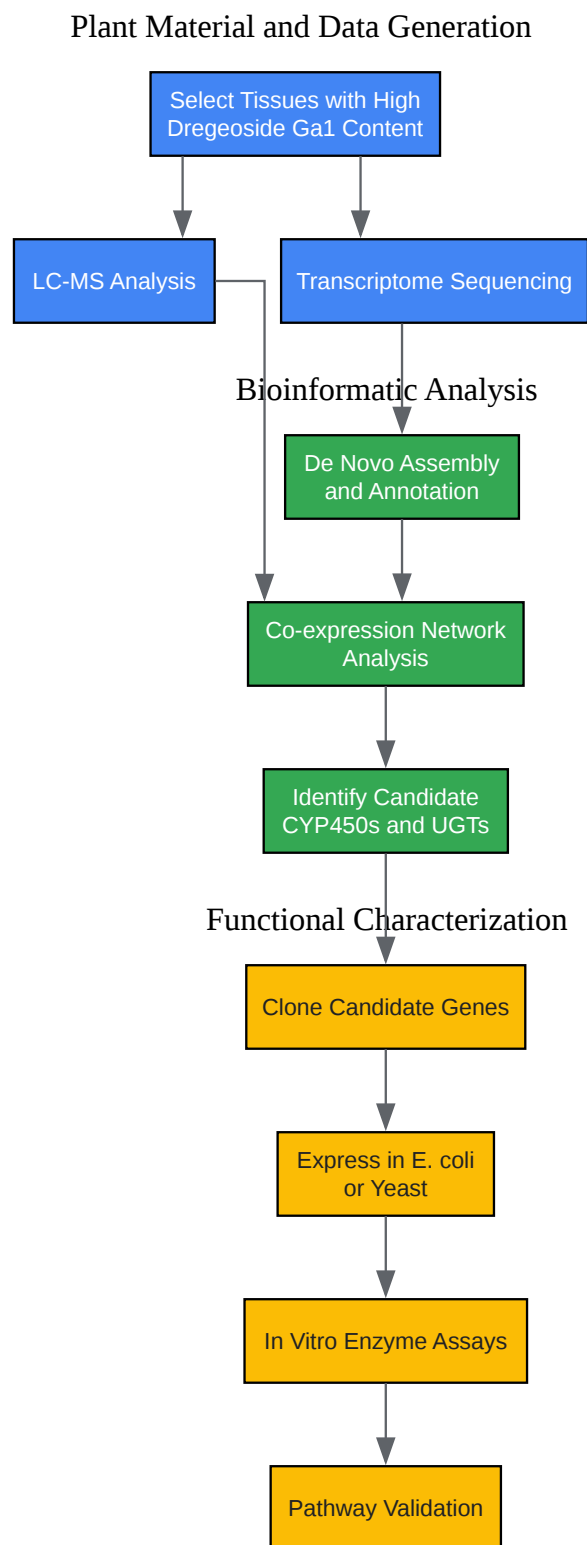 Plant Material and Data Generation
Select Tissues with High
Dregeoside Ga1 Content
LC-MS Analysis
Transcriptome Sequencing
Bioinformatic Analysis
De Novo Assembly
and Annotation
Co-expression Network
Analysis
Identify Candidate
CYP450s and UGTs
Functional Characterization
Clone Candidate Genes
Express in E. coli
or Yeast
In Vitro Enzyme Assays
Pathway Validation